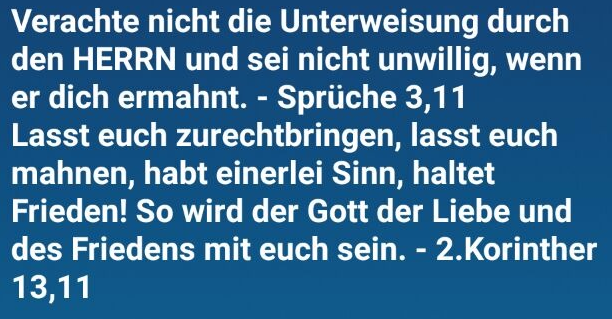 Verachte nicht die Unterweisung durch
den HERRN und sei nicht unwillig, wenn
er dich ermahnt. - Sprüche 3,11
Lasst euch zurechtbringen, lasst euch
mahnen, habt einerlei Sinn, haltet
Frieden! So wird der Gott der Liebe und
des Friedens mit euch sein. - 2.Korinther
13,11